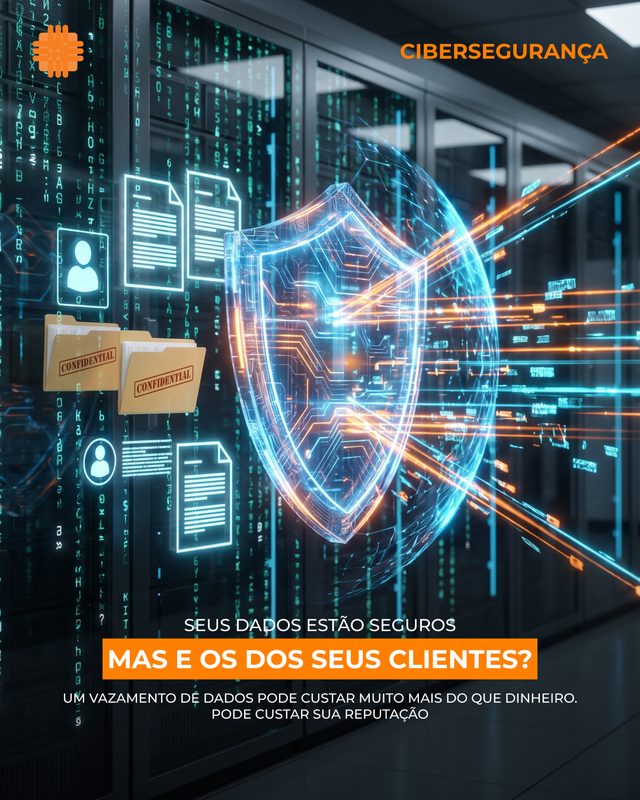 CIBERSEGURANÇA
CONFIDENTIAL
CONFIDENTIAL
SEUS DADOS ESTÃO SEGUROS
MAS E OS DOS SEUS CLIENTES?
UM VAZAMENTO DE DADOS PODE CUSTAR MUITO MAIS DO QUE DINHEIRO.
PODE CUSTAR SUA REPUTAÇÃO